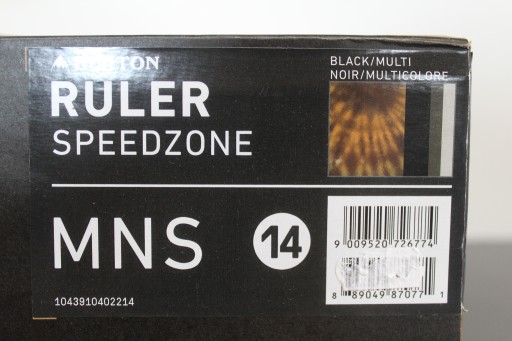 BURTON
RULER
SPEEDZONE
BLACK/MULTI
NOIR/MULTICOLORE
MNS
14
9 009520 726774
8 89049 87077 1
1043910402214